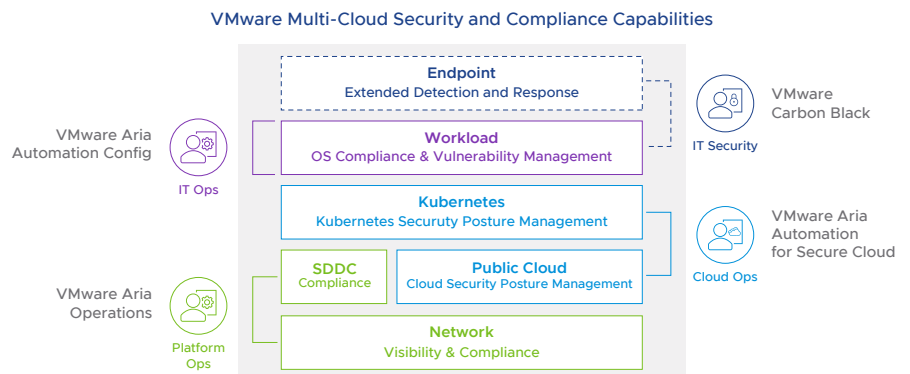 VMware Multi-Cloud Security and Compliance Capabilities
Endpoint
Extended Detection and Response
VMware
Carbon Black
IT Security
VMware Aria
Automation Config
IT Ops
Workload
OS Compliance & Vulnerability Management
Kubernetes
Kubernetes Securuty Posture Management
VMware Aria
Automation
for Secure Cloud
Cloud Ops
SDDC
Compliance
Public Cloud
Cloud Security Posture Management
VMware Aria
Operations
Platform
Ops
Network
Visibility & Compliance